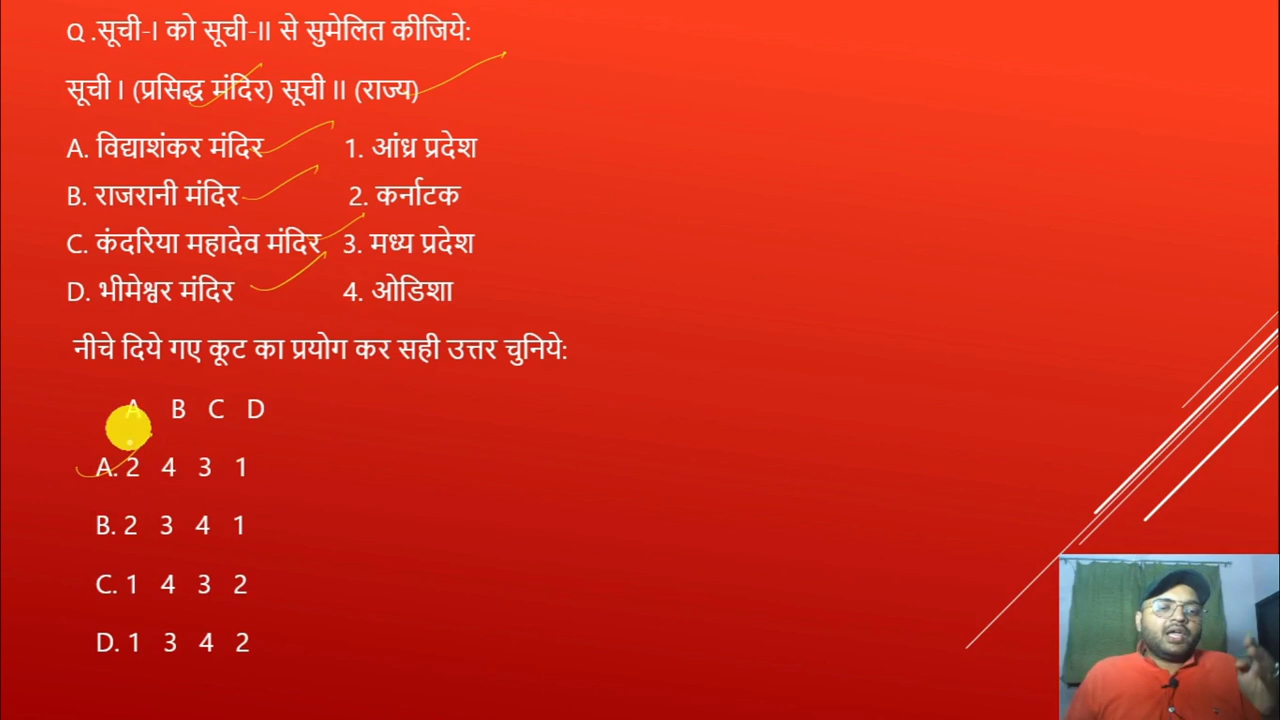 Q .सूची-I को सूची-II से सुमेलित कीजिये:
सूची I (प्रसिद्ध मंदिर) सूची II (राज्य)
A. विद्याशंकर मंदिर 1. आंध्र प्रदेश
B. राजरानी मंदिर 2. कर्नाटक
C. कंदरिया महादेव मंदिर 3. मध्य प्रदेश
D. भीमेश्वर मंदिर 4. ओडिशा
नीचे दिये गए कूट का प्रयोग कर सही उत्तर चुनिये:
A B C D
A. 2 4 3 1
B. 2 3 4 1
C. 1 4 3 2
D. 1 3 4 2